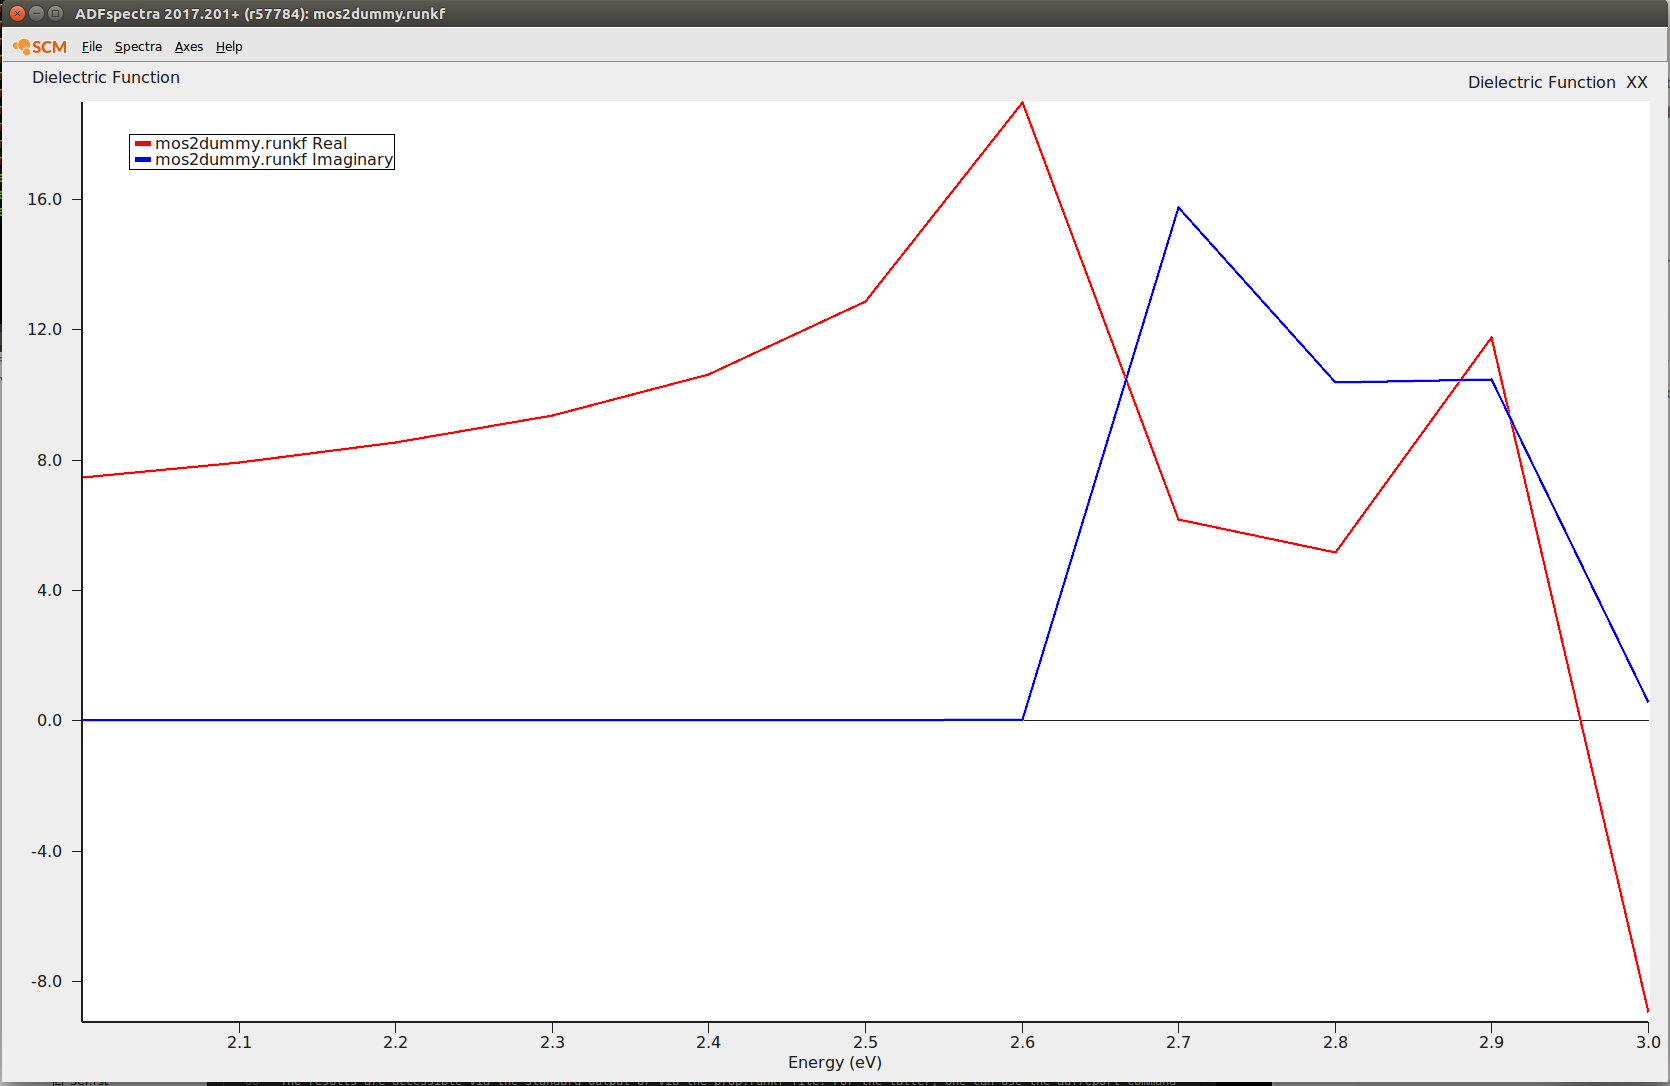 ADFspectra 2017.201+ (r57784): mos2dummy.runkf
SCM File Spectra Axes Help
Dielectric Function
Dielectric Function XX
mos2dummy.runkf Real
mos2dummy.runkf Imaginary
16.0
12.0
8.0
4.0
0.0
-4.0
-8.0
2.1 2.2 2.3 2.4 2.5 2.6 2.7 2.8 2.9 3.0
Energy (eV)